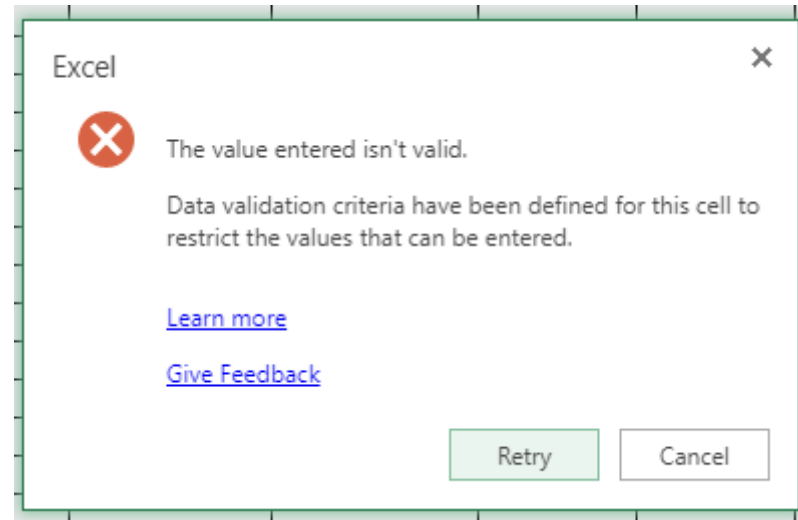 Excel
The value entered isn't valid.
Data validation criteria have been defined for this cell to
restrict the values that can be entered.
Learn more
Give Feedback
Retry
Cancel